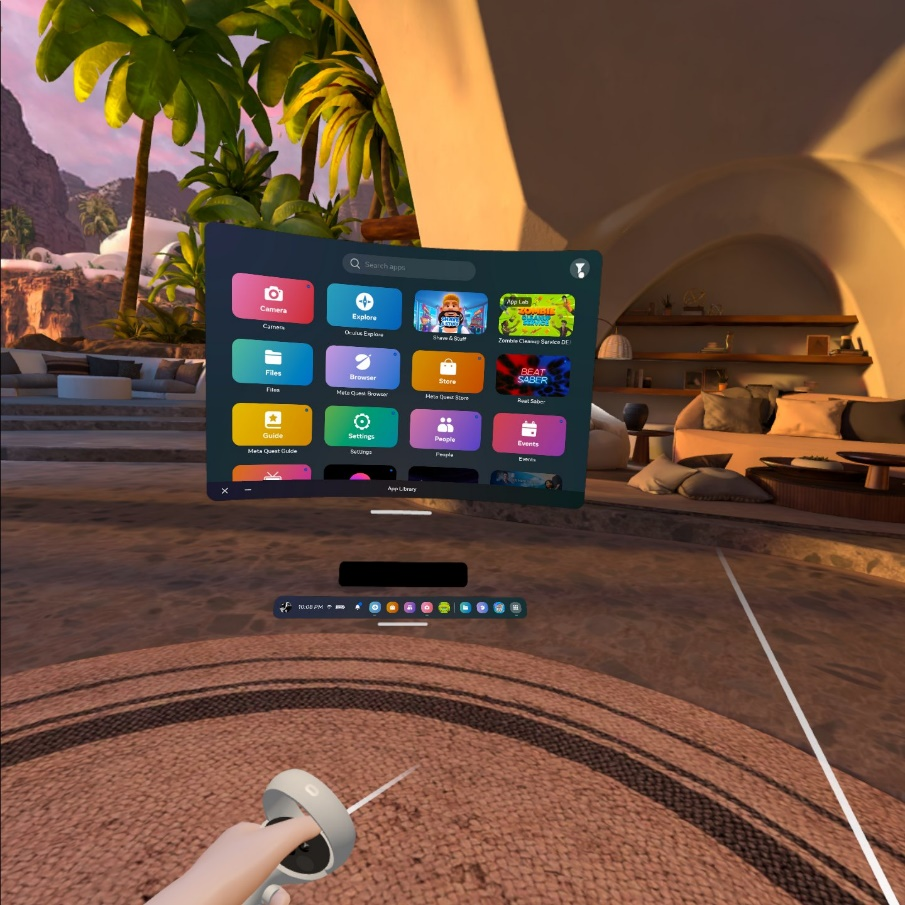 Search apps
Camera
Camera
Explore
Oculus Explore
Shave & Stuff
App Lab
ZOMBIE
Zombie Cleanup Service DE
Files
Files
Browser
Meta Quest Browser
Store
Meta Quest Store
BEAT
SABER
Beat Saber
Guide
Meta Quest Guide
Settings
Settings
People
People
Events
Events
App Library
10:08 PM